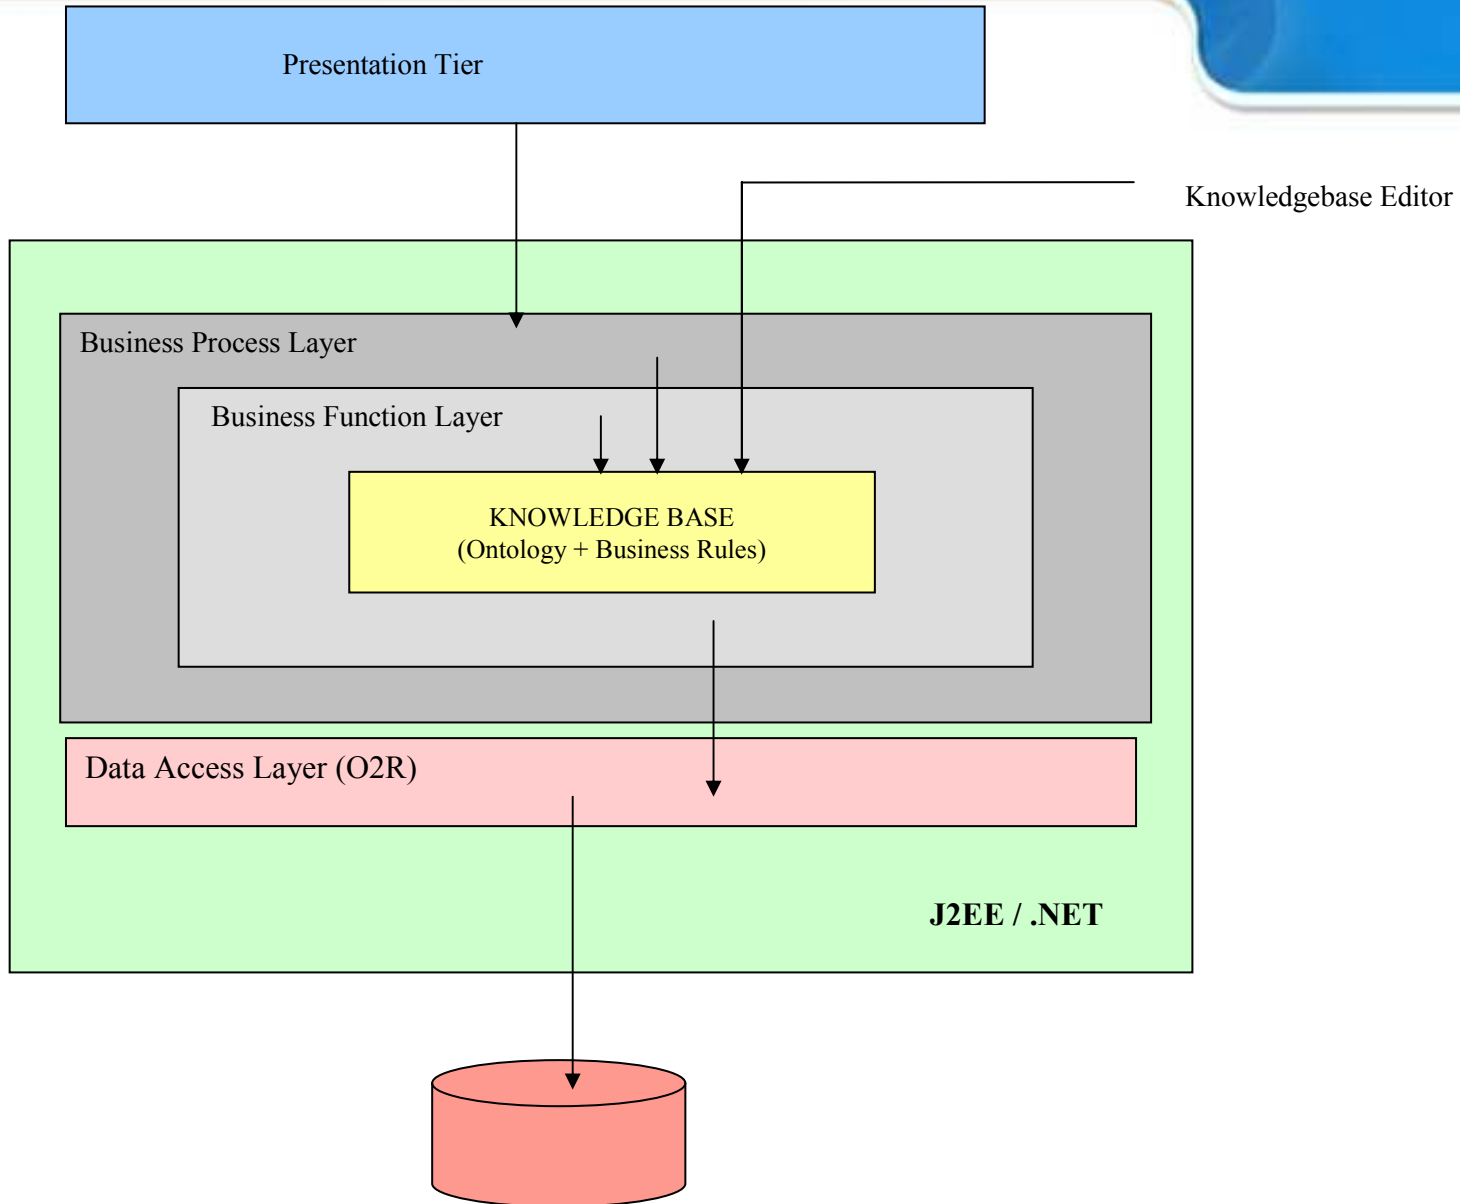 Presentation Tier
Knowledgebase Editor
Business Process Layer
Business Function Layer
KNOWLEDGE BASE
(Ontology + Business Rules)
Data Access Layer (O2R)
J2EE / .NET